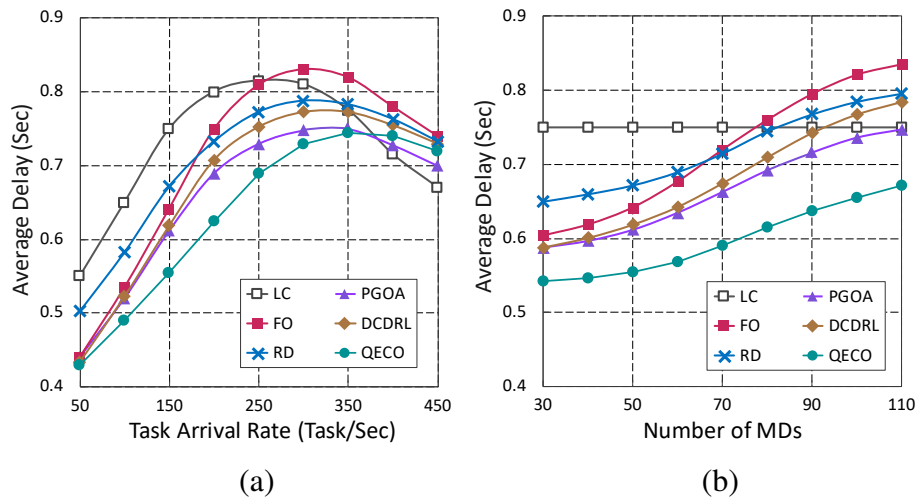 0.9
0.8
0.7
0.6
0.5
0.4
Average Delay (Sec)
LC
PGOA
FO
DCDRL
RD
QECO
50 150 250 350 450
Task Arrival Rate (Task/Sec)
(a)
0.9
0.8
0.7
0.6
0.5
0.4
Average Delay (Sec)
LC
PGOA
FO
DCDRL
RD
QECO
30 50 70 90 110
Number of MDs
(b)